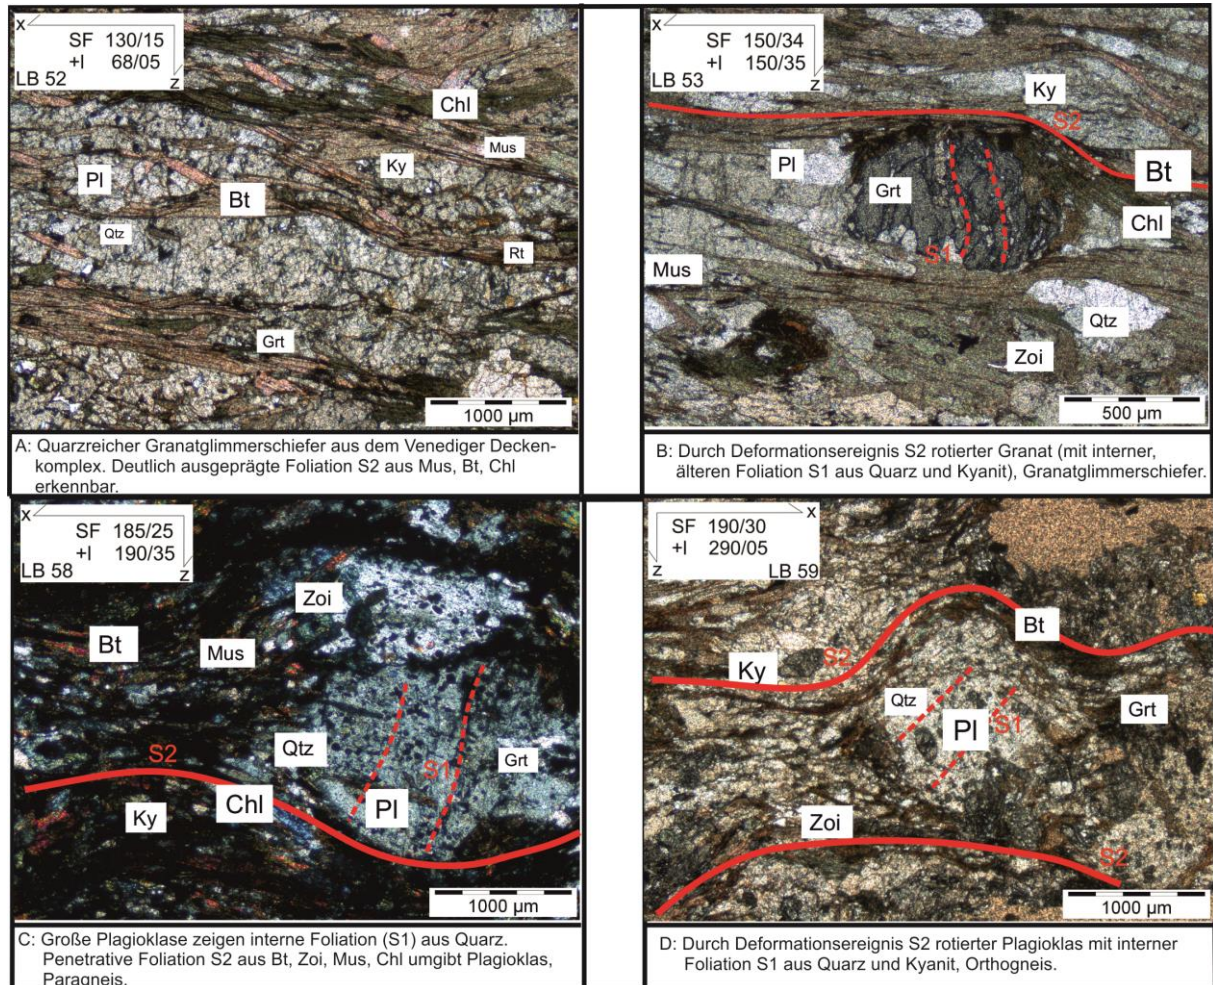 x
SF 130/15
+l 68/05
LB 52
z
Chl
Mus
Ky
Pl
Bt
Qtz
Rt
Grt
1000 µm
A: Quarzreicher Granatglimmerschiefer aus dem Venediger Decken-
komplex. Deutlich ausgeprägte Foliation S2 aus Mus, Bt, Chl
erkennbar.
x
SF 150/34
+l 150/35
LB 53
z
Ky
S2
Pl
Bt
Grt
Chl
S1
Mus
Qtz
Zoi
500 µm
B: Durch Deformationsereignis S2 rotierter Granat (mit interner,
älteren Foliation S1 aus Quarz und Kyanit), Granatglimmerschiefer.
x
SF 185/25
+l 190/35
LB 58
z
Zoi
Bt
Mus
Qtz
S2
S1
Grt
Chl
Pl
Ky
1000 µm
C: Große Plagioklase zeigen interne Foliation (S1) aus Quarz.
Penetrative Foliation S2 aus Bt, Zoi, Mus, Chl umgibt Plagioklas,
Paragneis.
x
SF 190/30
+l 290/05
z
LB 59
Bt
Ky
S2
Qtz
Grt
S1
Pl
Zoi
S2
1000 µm
D: Durch Deformationsereignis S2 rotierter Plagioklas mit interner
Foliation S1 aus Quarz und Kyanit, Orthogneis.